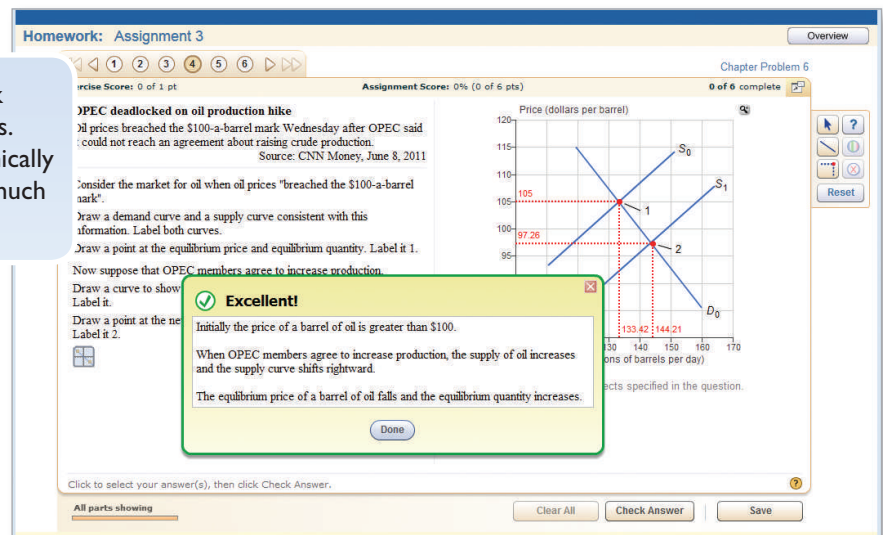 Homework: Assignment 3
Overview
1 2 3 4 5 6
Chapter Problem 6
Score: 0 of 1 pt
Assignment Score: 0% (0 of 6 pts)
0 of 6 complete
s.
nically
much
OPEC deadlocked on oil production hike
Oil prices breached the $100-a-barrel mark Wednesday after OPEC said
could not reach an agreement about raising crude production.
Source: CNN Money, June 8, 2011
Consider the market for oil when oil prices "breached the $100-a-barrel
mark".
Draw a demand curve and a supply curve consistent with this
information. Label both curves.
Draw a point at the equilibrium price and equilibrium quantity. Label it 1.
Now suppose that OPEC members agree to increase production.
Draw a curve to show
Label it.
Draw a point at the
Label it 2.
Price (dollars per barrel)
120
115
110
105
100
95
105
97.26
S0
S1
1
2
D0
133.42 144.21
130 140 150 160 170
of barrels per day)
specified in the question.
?
Reset
Excellent!
Initially the price of a barrel of oil is greater than $100.
When OPEC members agree to increase production, the supply of oil increases
and the supply curve shifts rightward.
The equlibrium price of a barrel of oil falls and the equilibrium quantity increases.
Done
Click to select your answer(s), then click Check Answer.
?
All parts showing
Clear All
Check Answer
Save